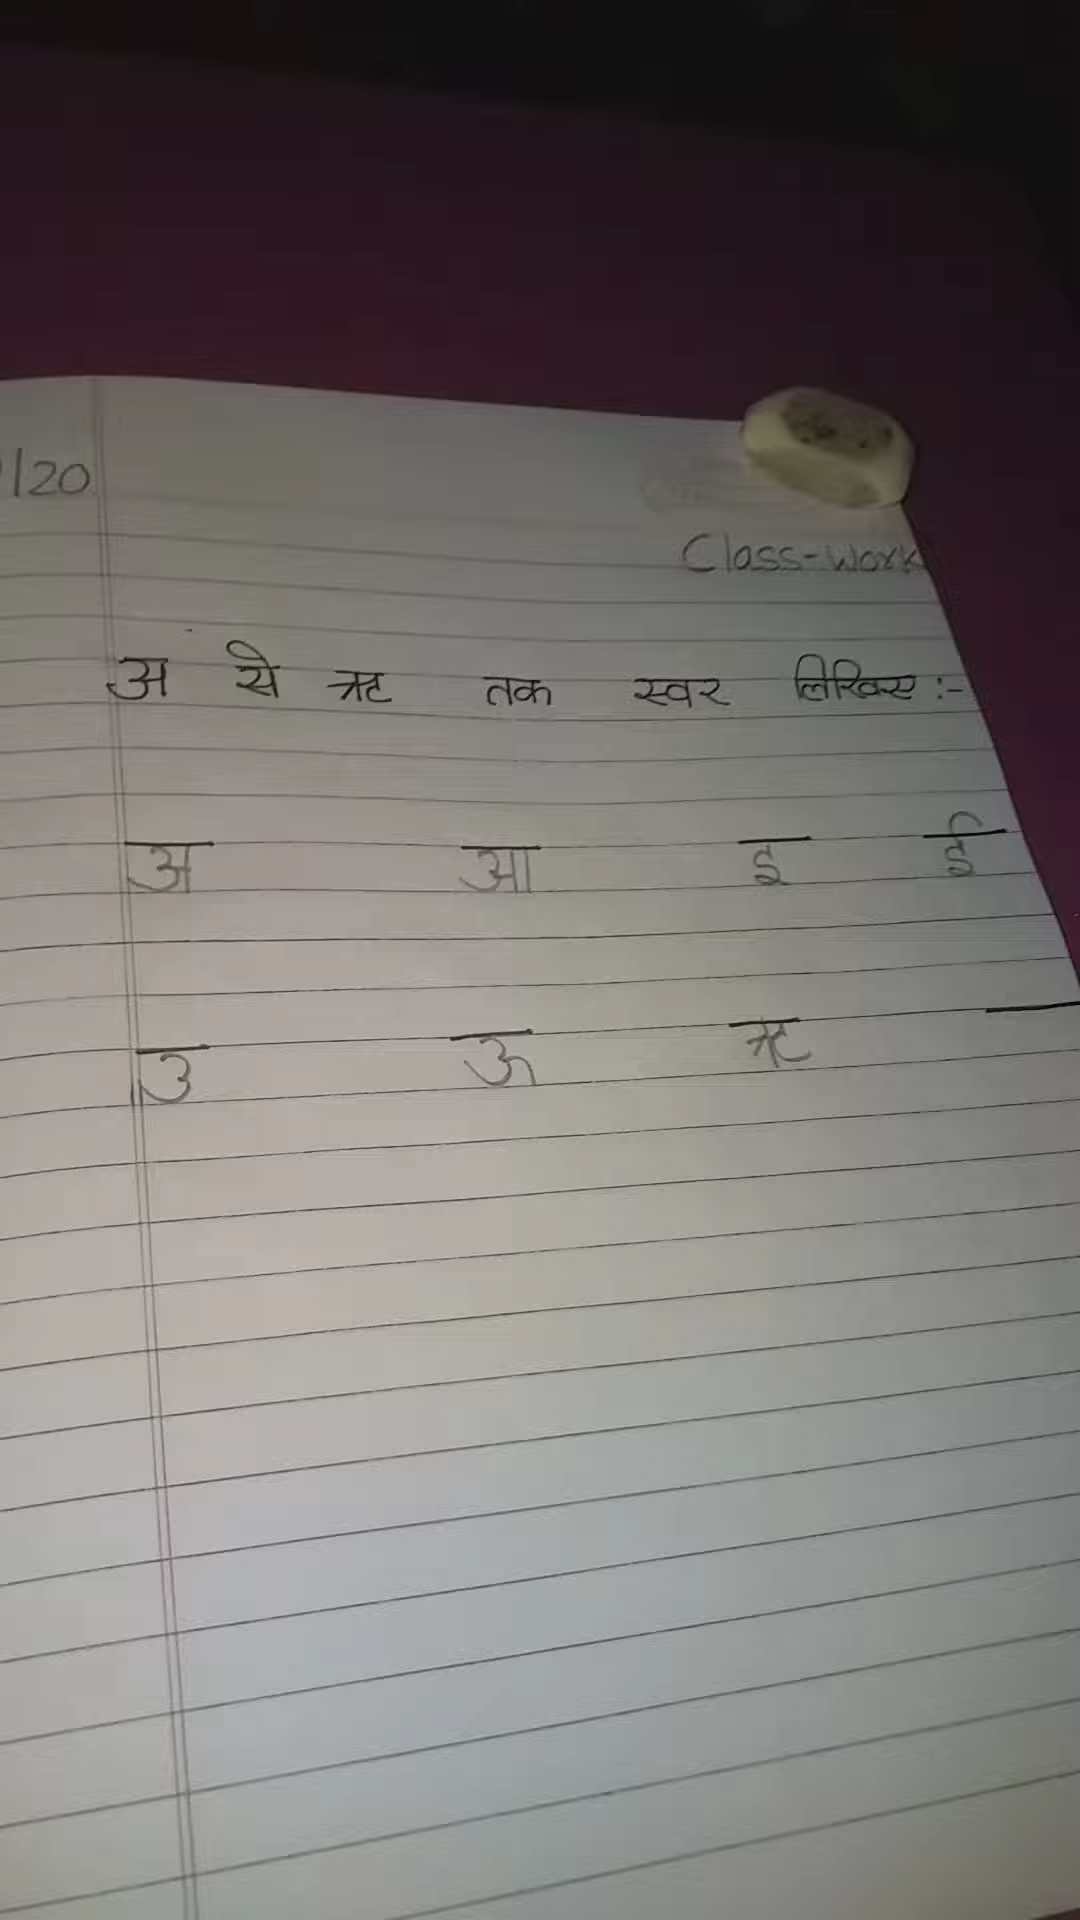 /20
Class-work
अ से ऋ तक स्वर लिखिए :-
अ आ इ ई
उ ऊ ऋ